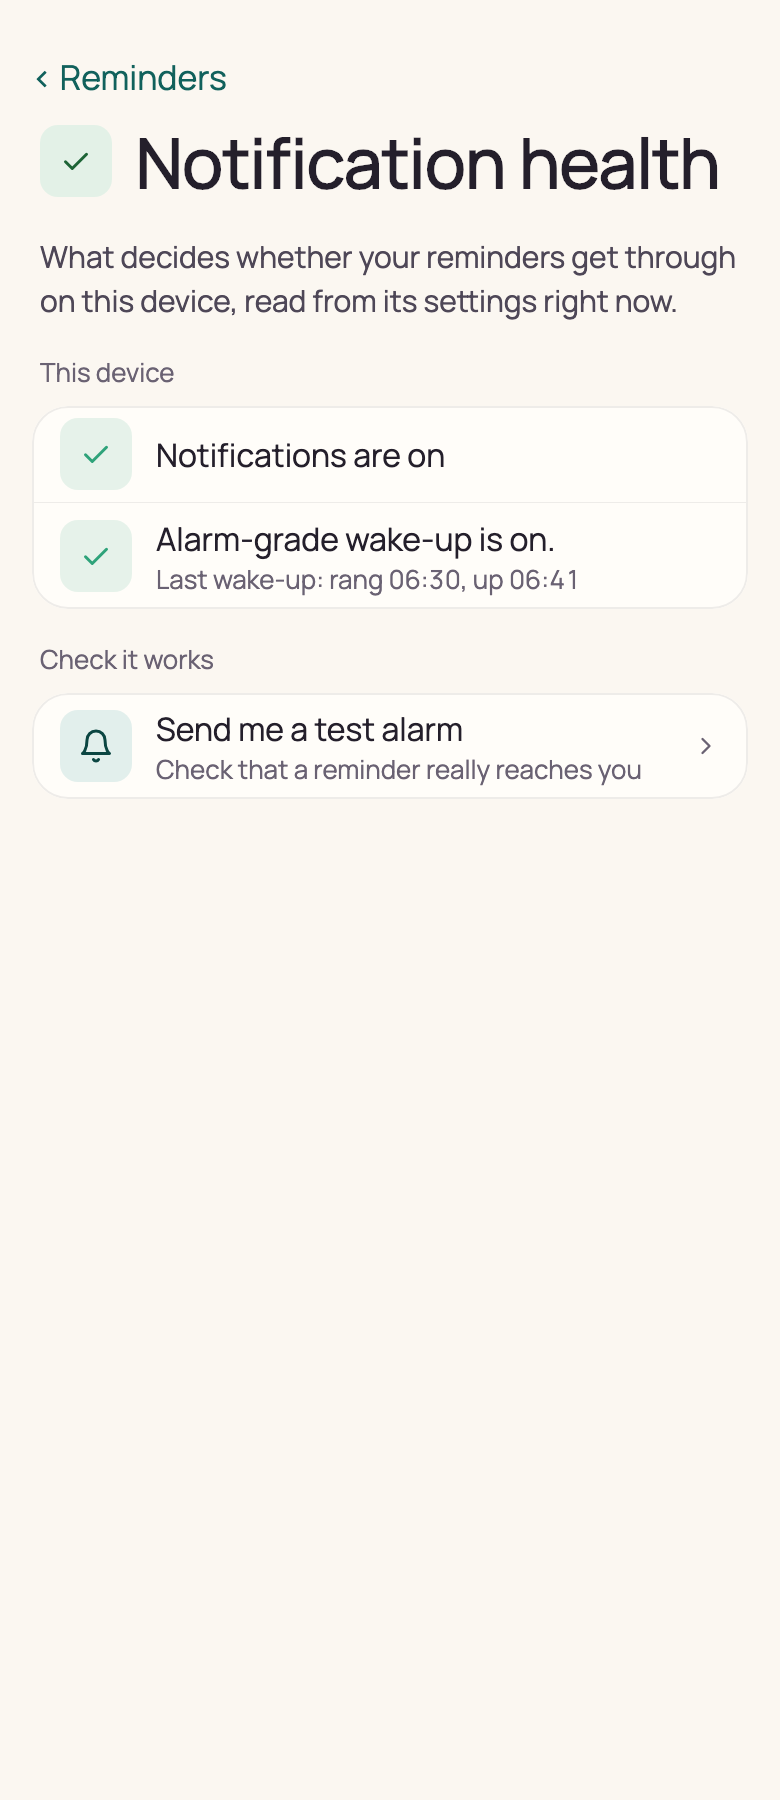 Reminders
Notification health
What decides whether your reminders get through
on this device, read from its settings right now.
This device
Notifications are on
Alarm-grade wake-up is on.
Last wake-up: rang 06:30, up 06:41
Check it works
Send me a test alarm
Check that a reminder really reaches you